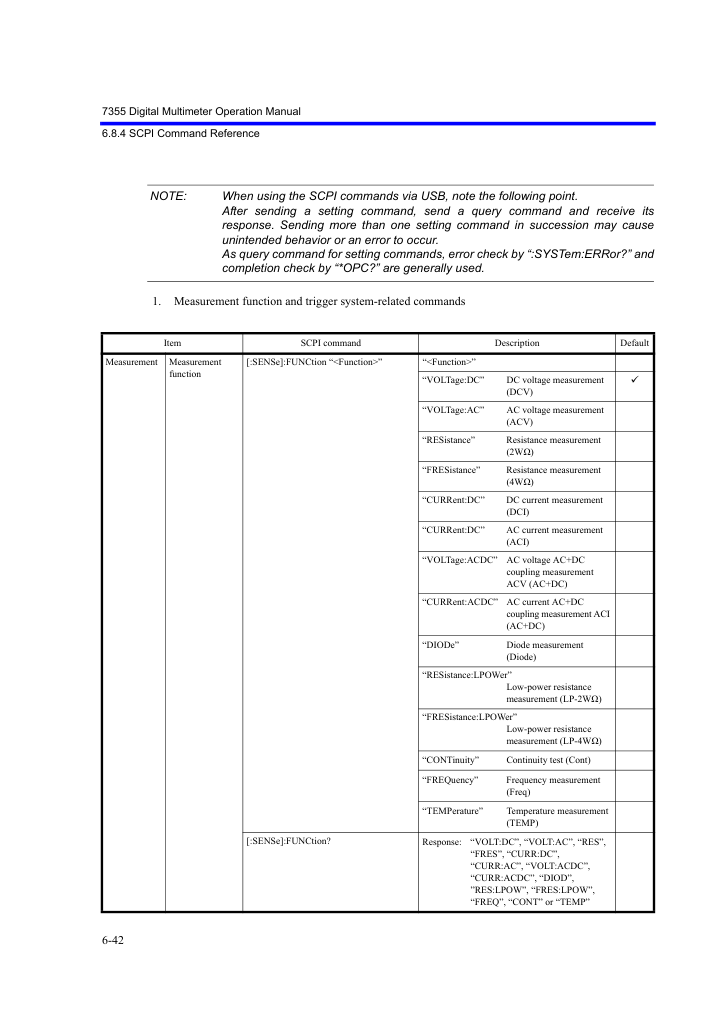 7355 Digital Multimeter Operation Manual
6.8.4 SCPI Command Reference
NOTE: When using the SCPI commands via USB, note the following point.
After sending a setting command, send a query command and receive its
response. Sending more than one setting command in succession may cause
unintended behavior or an error to occur.
As query command for setting commands, error check by “:SYSTem:ERRor?” and
completion check by “*OPC?” are generally used.
1. Measurement function and trigger system-related commands
Item SCPI command Description Default
Measurement Measurement [:SENSe]:FUNCtion “<Function>” “<Function>”
function
“VOLTage:DC” DC voltage measurement ✓
(DCV)
“VOLTage:AC” AC voltage measurement
(ACV)
“RESistance” Resistance measurement
(2WΩ)
“FRESistance” Resistance measurement
(4WΩ)
“CURRent:DC” DC current measurement
(DCI)
“CURRent:DC” AC current measurement
(ACI)
“VOLTage:ACDC” AC voltage AC+DC
coupling measurement
ACV (AC+DC)
“CURRent:ACDC” AC current AC+DC
coupling measurement ACI
(AC+DC)
“DIODe” Diode measurement
(Diode)
“RESistance:LPOWer”
Low-power resistance
measurement (LP-2WΩ)
“FRESistance:LPOWer”
Low-power resistance
measurement (LP-4WΩ)
“CONTinuity” Continuity test (Cont)
“FREQuency” Frequency measurement
(Freq)
“TEMPerature” Temperature measurement
(TEMP)
[:SENSe]:FUNCtion? Response: “VOLT:DC”, “VOLT:AC”, “RES”,
“FRES”, “CURR:DC”,
“CURR:AC”, “VOLT:ACDC”,
“CURR:ACDC”, “DIOD”,
”RES:LPOW”, “FRES:LPOW”,
“FREQ”, “CONT” or “TEMP”
6-42